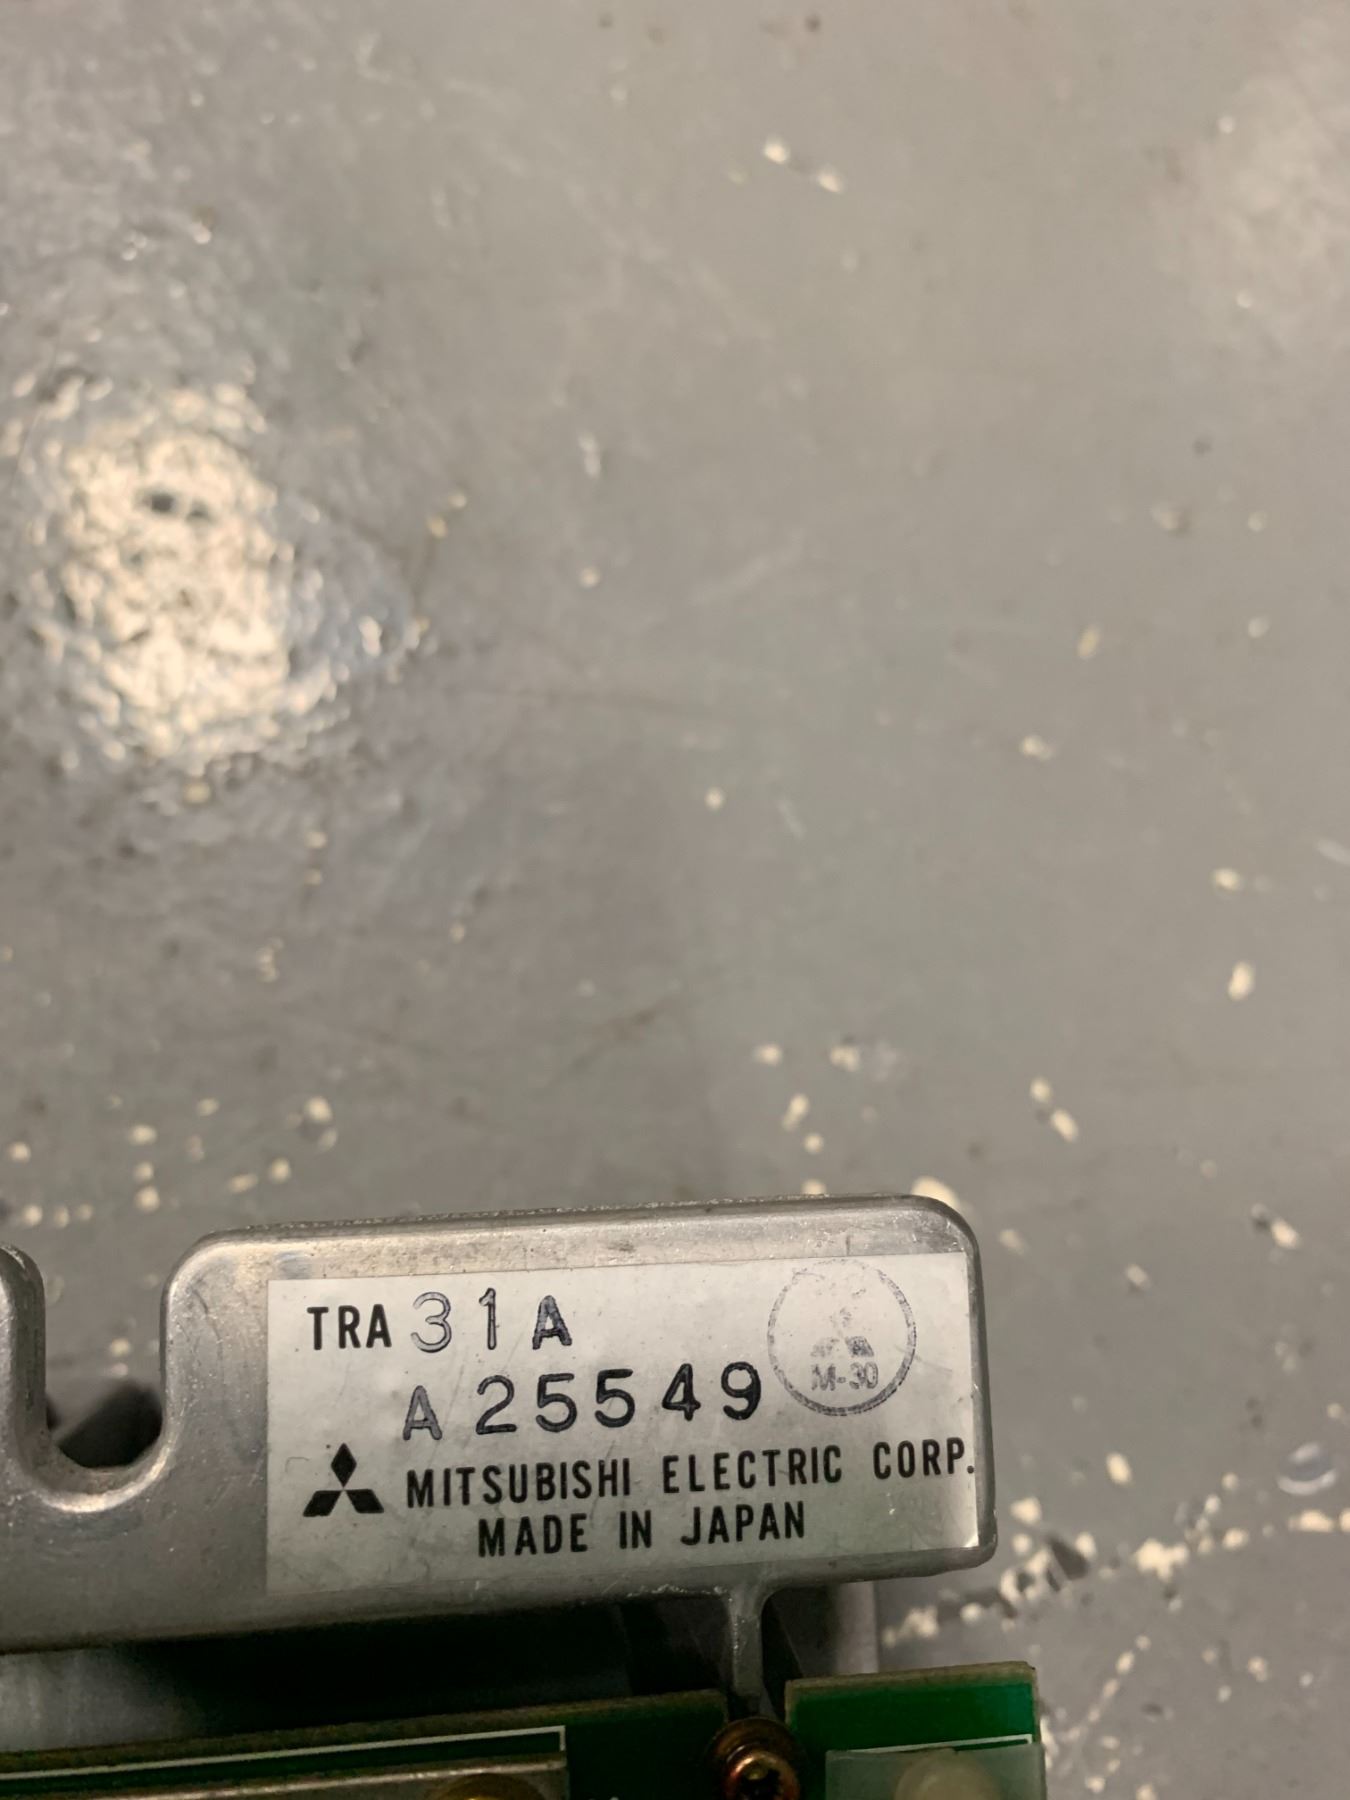 TRA 31A
A25549
M-30
MITSUBISHI ELECTRIC CORP.
MADE IN JAPAN